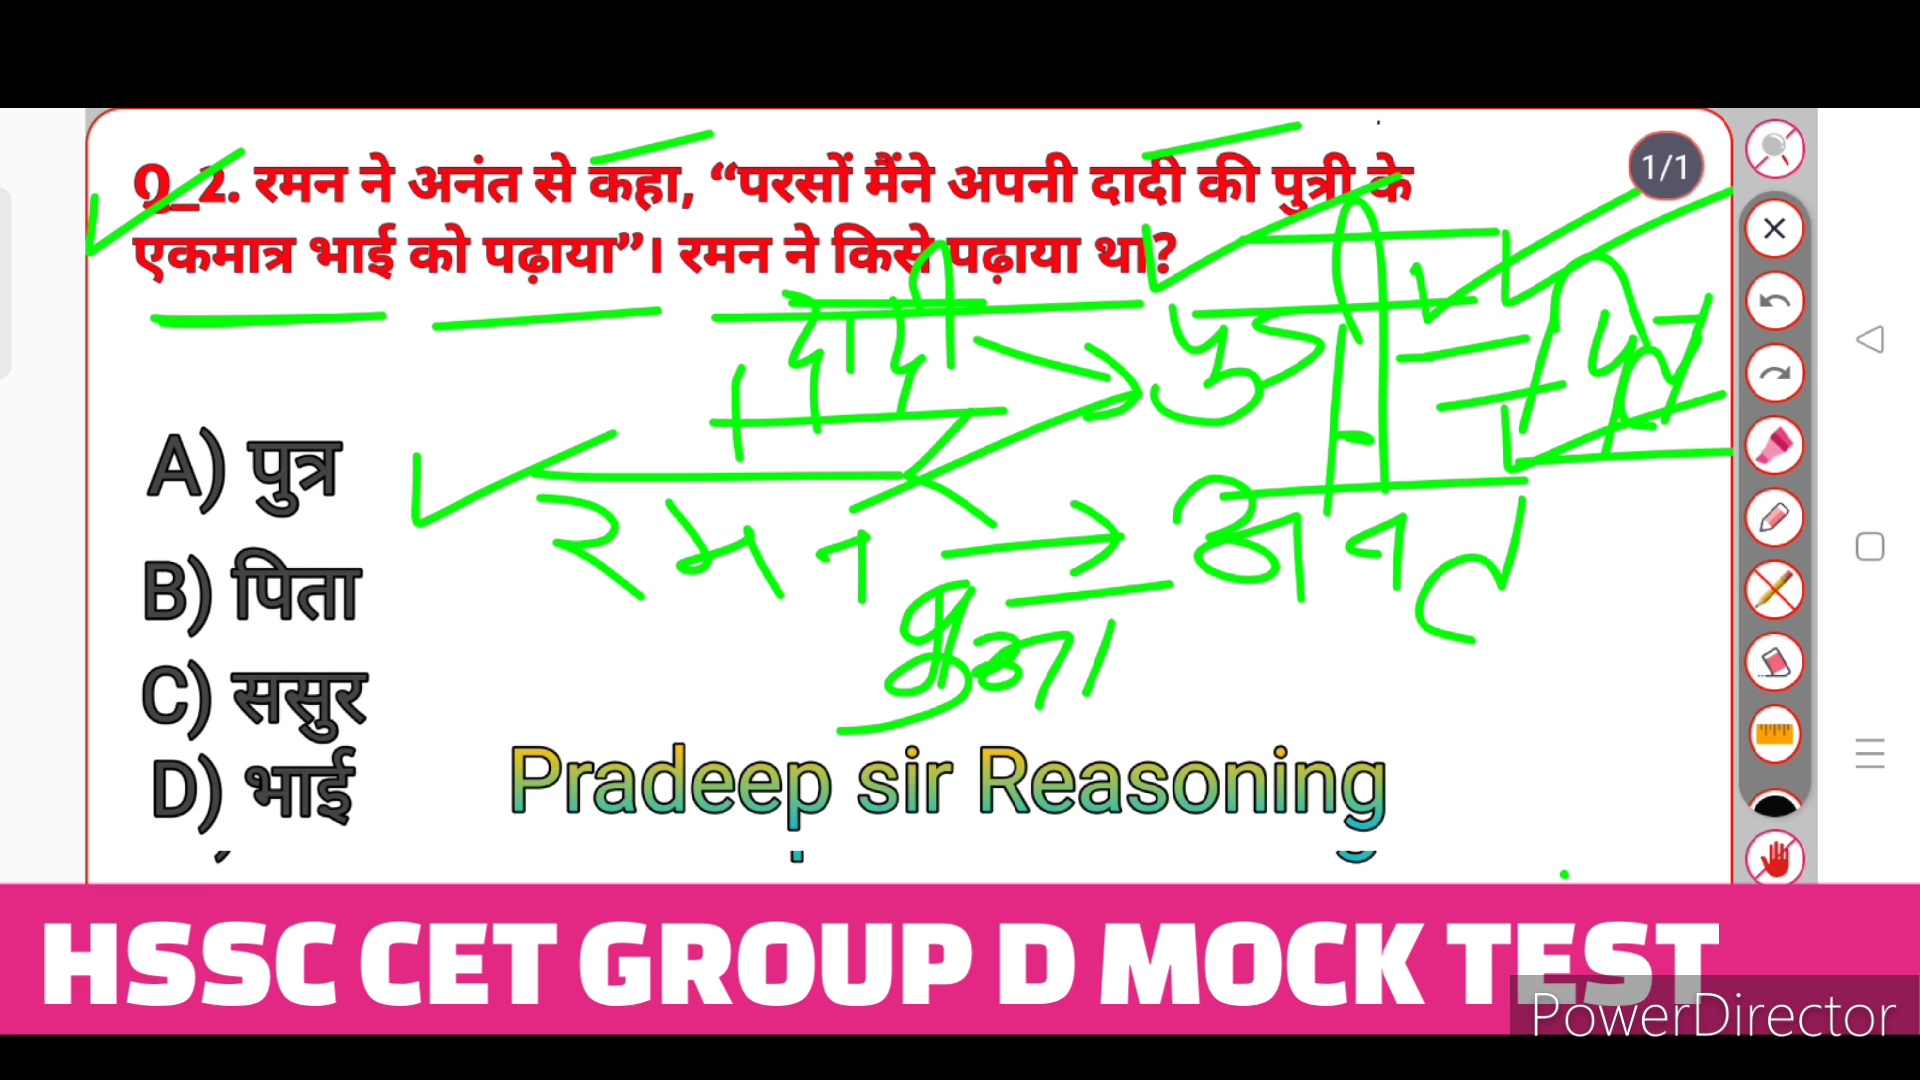 Q_2. रमन ने अनंत से कहा, “परसों मैंने अपनी दादी की पुत्री के
1/1
एकमात्र भाई को पढ़ाया”। रमन ने किसे पढ़ाया था?
दादी
पुत्री
पुत्र
A) पुत्र
रमन
अनंत
B) पिता
C) ससुर
D) भाई
Pradeep sir Reasoning
HSSC CET GROUP D MOCK TEST
PowerDirector